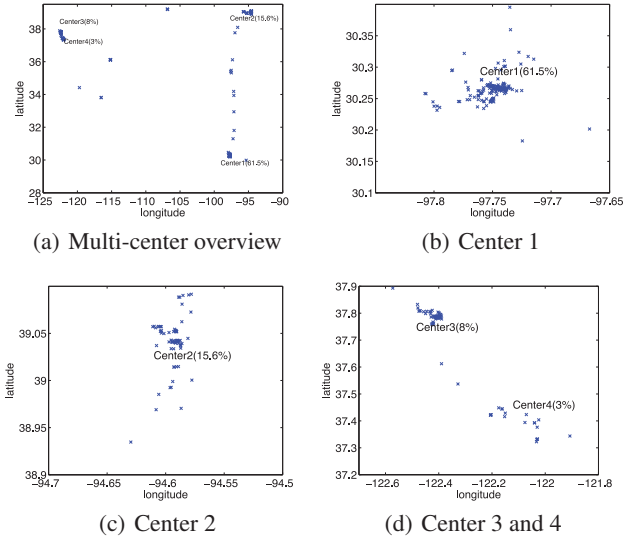 40
38
36
34
32
30
28
−125 −120 −115 −110 −105 −100 −95 −90
latitude
longitude
Center3(8%)
Center4(3%)
Center2(15.6%)
Center1(61.5%)
(a) Multi-center overview
30.4
30.35
30.3
30.25
30.2
30.15
30.1
−97.8 −97.75 −97.7 −97.65
latitude
longitude
Center1(61.5%)
(b) Center 1
39.1
39.05
39
38.95
38.9
−94.7 −94.65 −94.6 −94.55 −94.5
latitude
longitude
Center2(15.6%)
(c) Center 2
37.9
37.8
37.7
37.6
37.5
37.4
37.3
37.2
−122.6 −122.4 −122.2 −122 −121.8
latitude
longitude
Center3(8%)
Center4(3%)
(d) Center 3 and 4